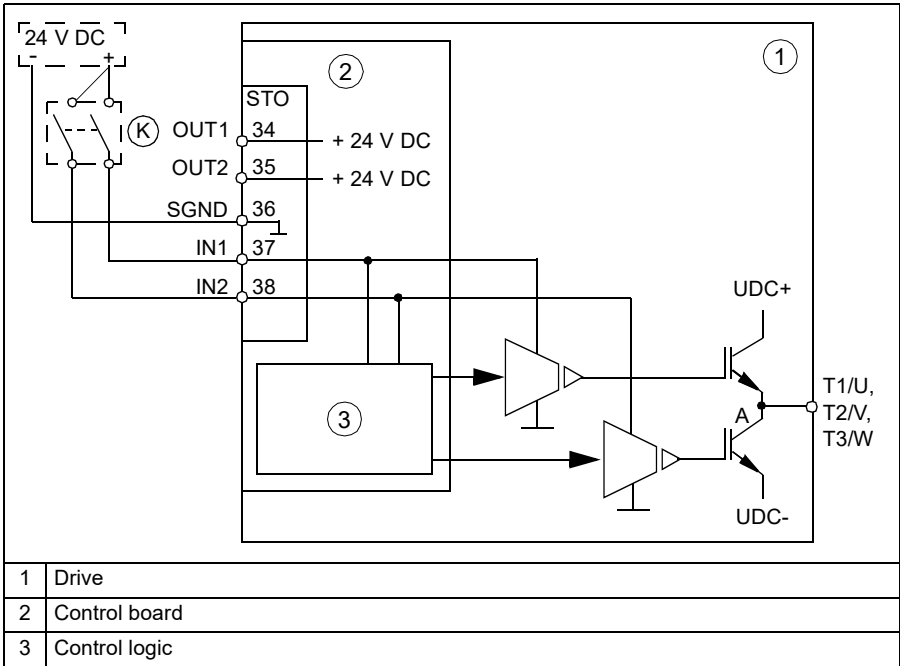 24 V DC
- +
K
1
2
STO
OUT1 34 + 24 V DC
OUT2 35 + 24 V DC
SGND 36
IN1 37
IN2 38
UDC+
3
A
T1/U,
T2/V,
T3/W
UDC-
1 Drive
2 Control board
3 Control logic